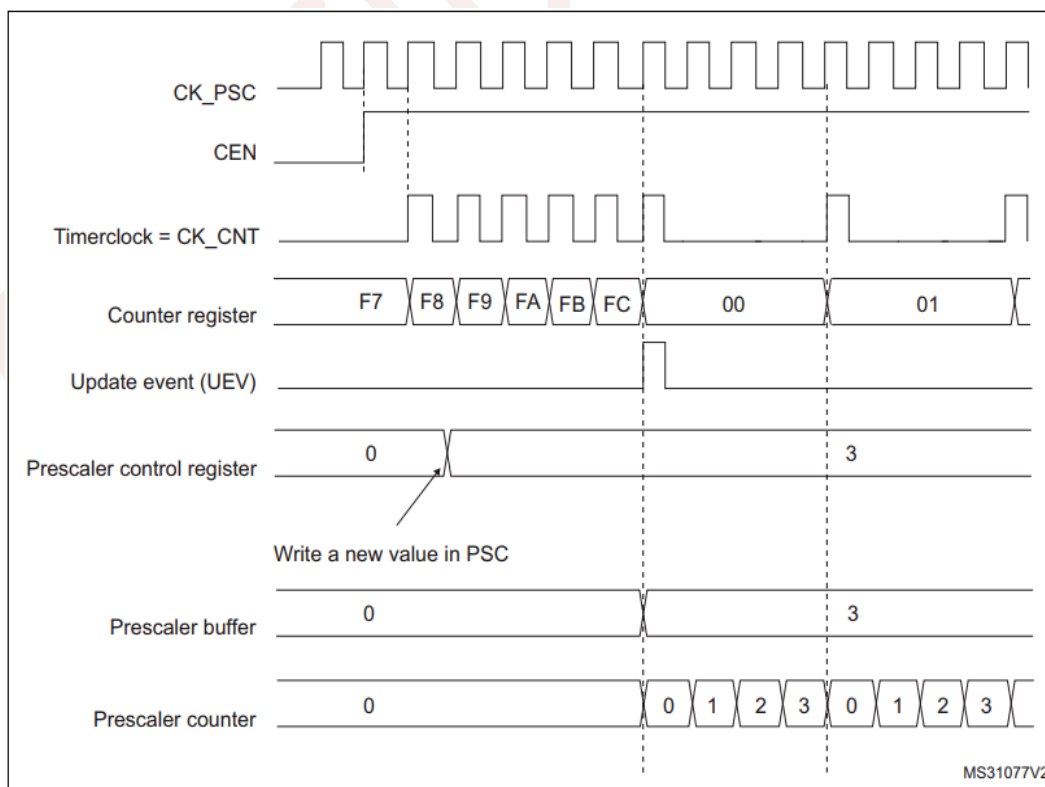 CK_PSC
CEN
Timerclock = CK_CNT
Counter register F7 F8 F9 FA FB FC 00 01
Update event (UEV)
Prescaler control register 0 3
Write a new value in PSC
Prescaler buffer 0 3
Prescaler counter 0 0 1 2 3 0 1 2 3
MS31077V2